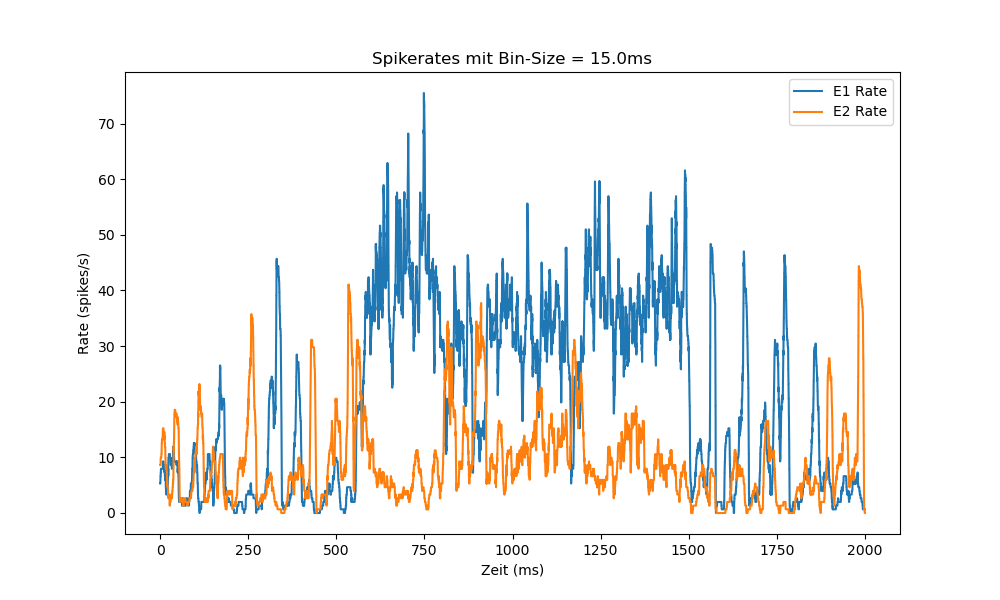 Spikerates mit Bin-Size = 15.0ms
E1 Rate
E2 Rate
Rate (spikes/s)
70
60
50
40
30
20
10
0
0 250 500 750 1000 1250 1500 1750 2000
Zeit (ms)